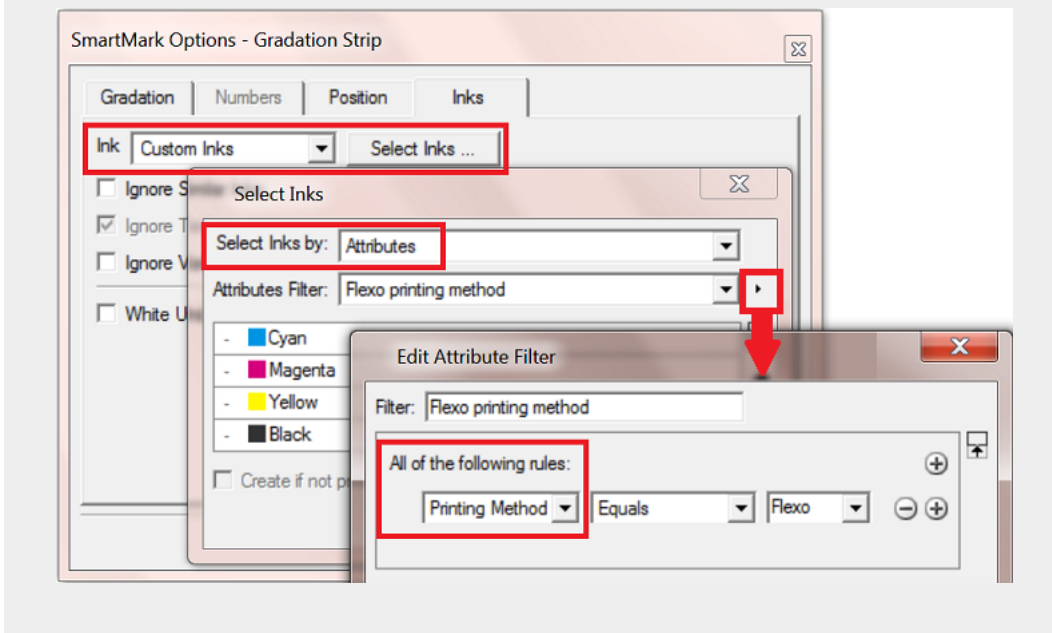 SmartMark Options - Gradation Strip
Gradation Numbers Position Inks
Ink Custom Inks Select Inks ...
Ignore S
Select Inks
Ignore T
Select Inks by: Attributes
Ignore V
Attributes Filter: Flexo printing method
White U
- Cyan
- Magenta
- Yellow
- Black
Create if not p
Edit Attribute Filter
Filter: Flexo printing method
All of the following rules:
Printing Method Equals Flexo